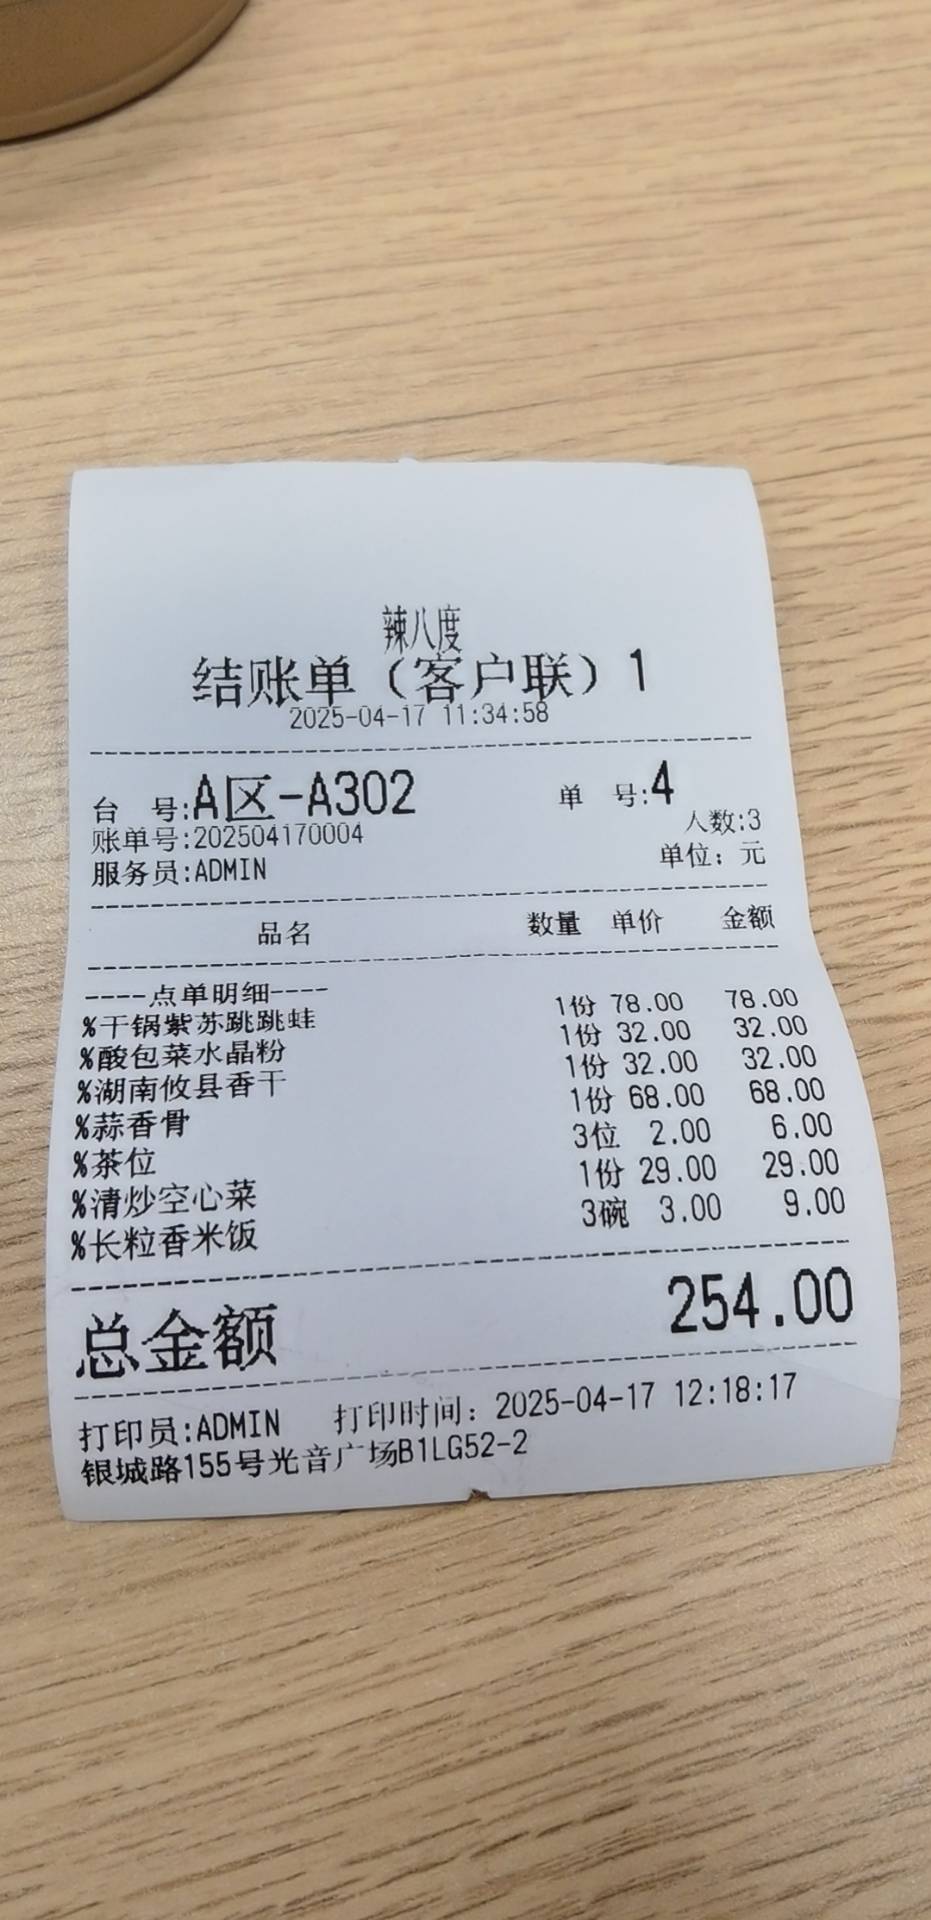 辣八度
结账单（客户联）1
2025-04-17 11:34:58
台 号:A区-A302 单 号:4
账单号:202504170004 人数:3
服务员:ADMIN 单位：元
品名 数量 单价 金额
----点单明细----
%干锅紫苏跳跳蛙 1份 78.00 78.00
%酸包菜水晶粉 1份 32.00 32.00
%湖南攸县香干 1份 32.00 32.00
%蒜香骨 1份 68.00 68.00
%茶位 3位 2.00 6.00
%清炒空心菜 1份 29.00 29.00
%长粒香米饭 3碗 3.00 9.00
总金额 254.00
打印员:ADMIN 打印时间：2025-04-17 12:18:17
银城路155号光音广场B1LG52-2